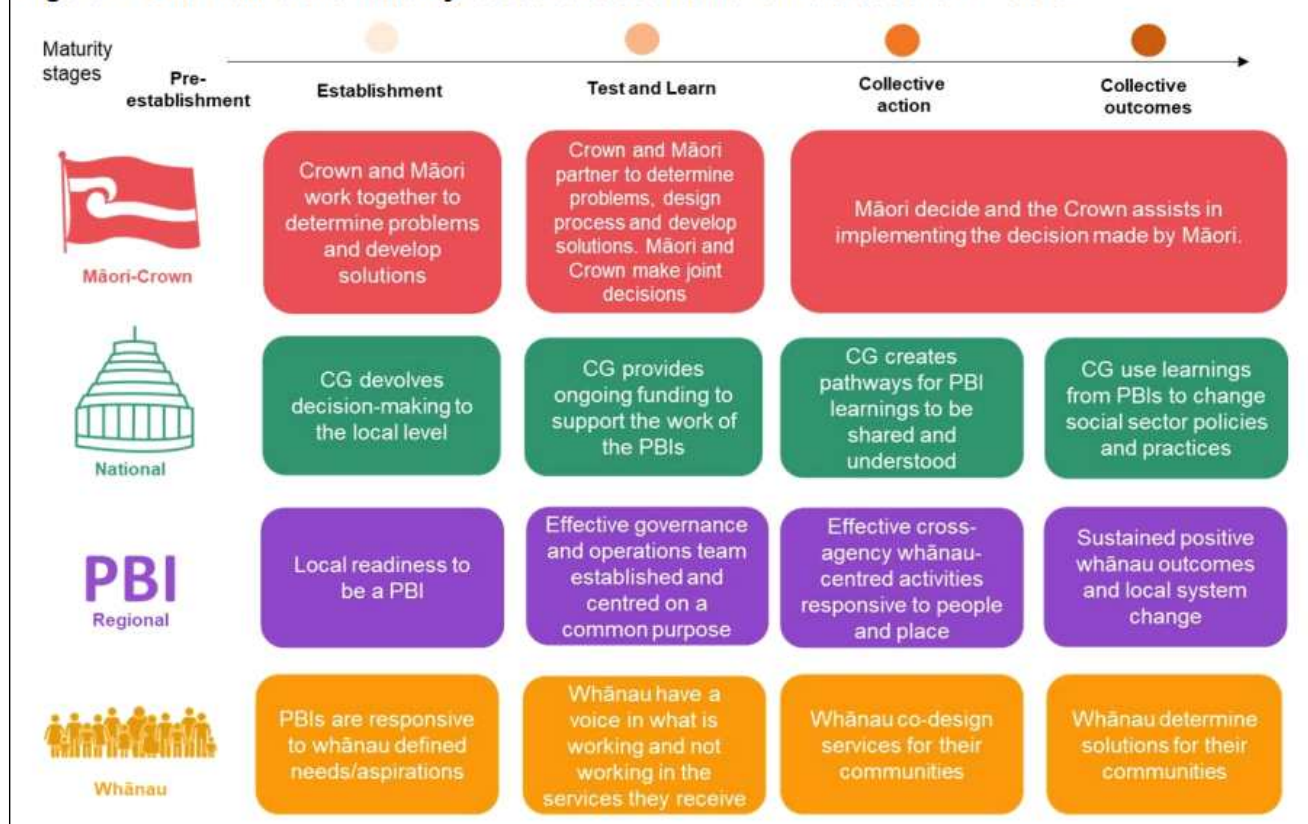 Maturity
stages
Pre-
establishment
Establishment
Test and Learn
Collective
action
Collective
outcomes
Māori-Crown
Crown and Māori
work together to
determine problems
and develop
solutions
Crown and Māori
partner to determine
problems, design
process and develop
solutions. Māori and
Crown make joint
decisions
Māori decide and the Crown assists in
implementing the decision made by Māori.
National
CG devolves
decision-making to
the local level
CG provides
ongoing funding to
support the work of
the PBIs
CG creates
pathways for PBI
learnings to be
shared and
understood
CG use learnings
from PBIs to change
social sector policies
and practices
PBI
Regional
Local readiness to
be a PBI
Effective governance
and operations team
established and
centred on a
common purpose
Effective cross-
agency whānau-
centred activities
responsive to people
and place
Sustained positive
whānau outcomes
and local system
change
Whānau
PBIs are responsive
to whānau defined
needs/aspirations
Whānau have a
voice in what is
working and not
working in the
services they receive
Whānau co-design
services for their
communities
Whānau determine
solutions for their
communities